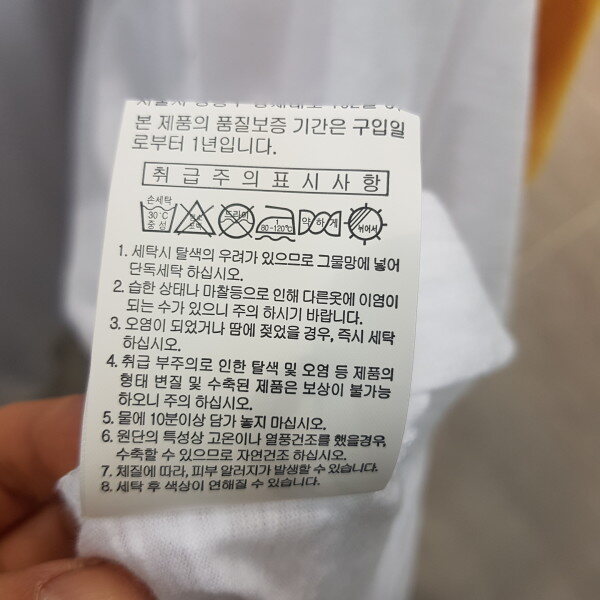 본 제품의 품질보증 기간은 구입일
로부터 1년입니다.
취급주의표시사항
손세탁
30℃
중성
드라이
1
80-120℃
약하게
뉘어서
1. 세탁시 탈색의 우려가 있으므로 그물망에 넣어
단독세탁 하십시오.
2. 습한 상태나 마찰등으로 인해 다른옷에 이염이
되는 수가 있으니 주의 하시기 바랍니다.
3. 오염이 되었거나 땀에 젖었을 경우, 즉시 세탁
하십시오.
4. 취급 부주의로 인한 탈색 및 오염 등 제품의
형태 변질 및 수축된 제품은 보상이 불가능
하오니 주의 하십시오.
5. 물에 10분이상 담가 놓지 마십시오.
6. 원단의 특성상 고온이나 열풍건조를 했을경우,
수축할 수 있으므로 자연건조 하십시오.
7. 체질에 따라, 피부 알러지가 발생할 수 있습니다.
8. 세탁 후 색상이 연해질 수 있습니다.